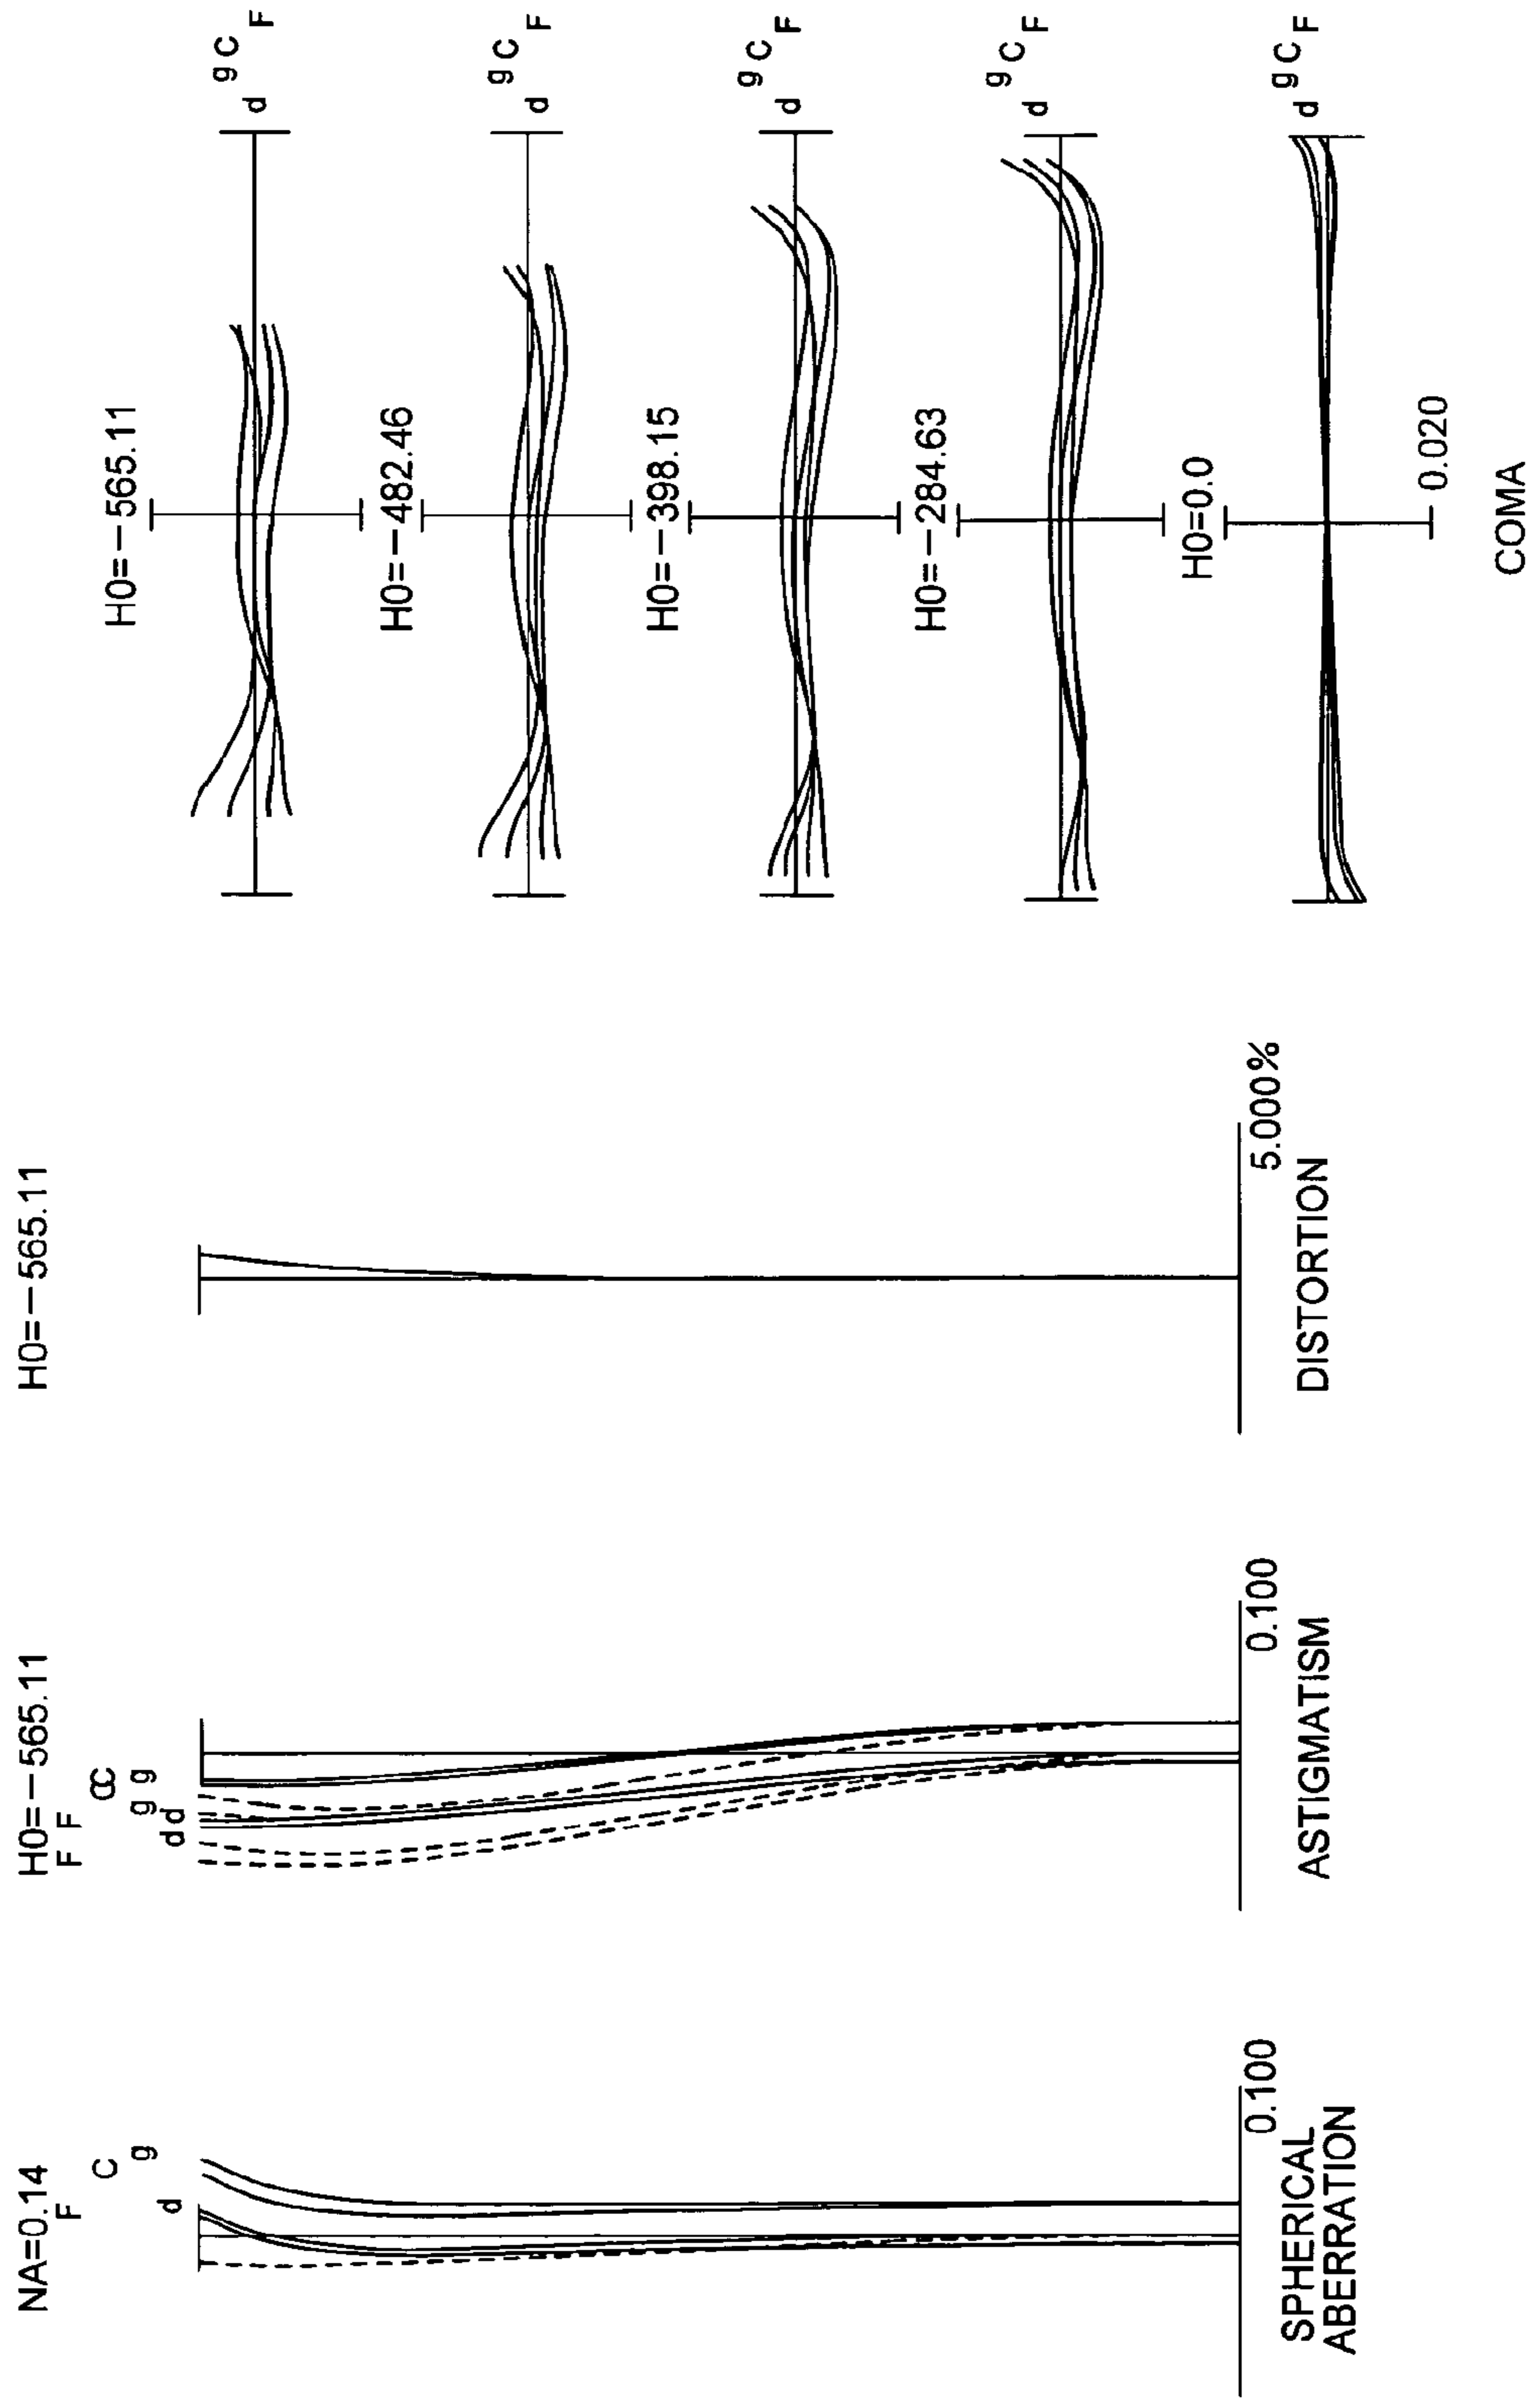 NA=0.14
F
C
g
d
0.100
SPHERICAL
ABERRATION
H0=−565.11
F F
C C
g g
d d
0.100
ASTIGMATISM
H0=−565.11
5.000%
DISTORTION
H0=−565.11
g C
d F
H0=−482.46
g C
d F
H0=−398.15
g C
d F
H0=−284.63
g C
d F
H0=0.0
g C
d F
0.020
COMA